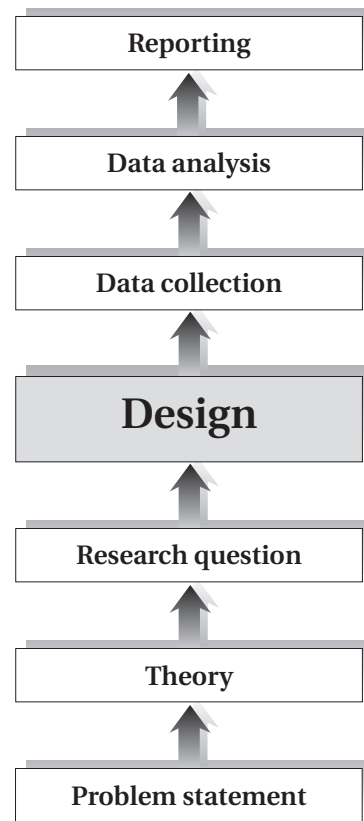 Reporting
Data analysis
Data collection
Design
Research question
Theory
Problem statement